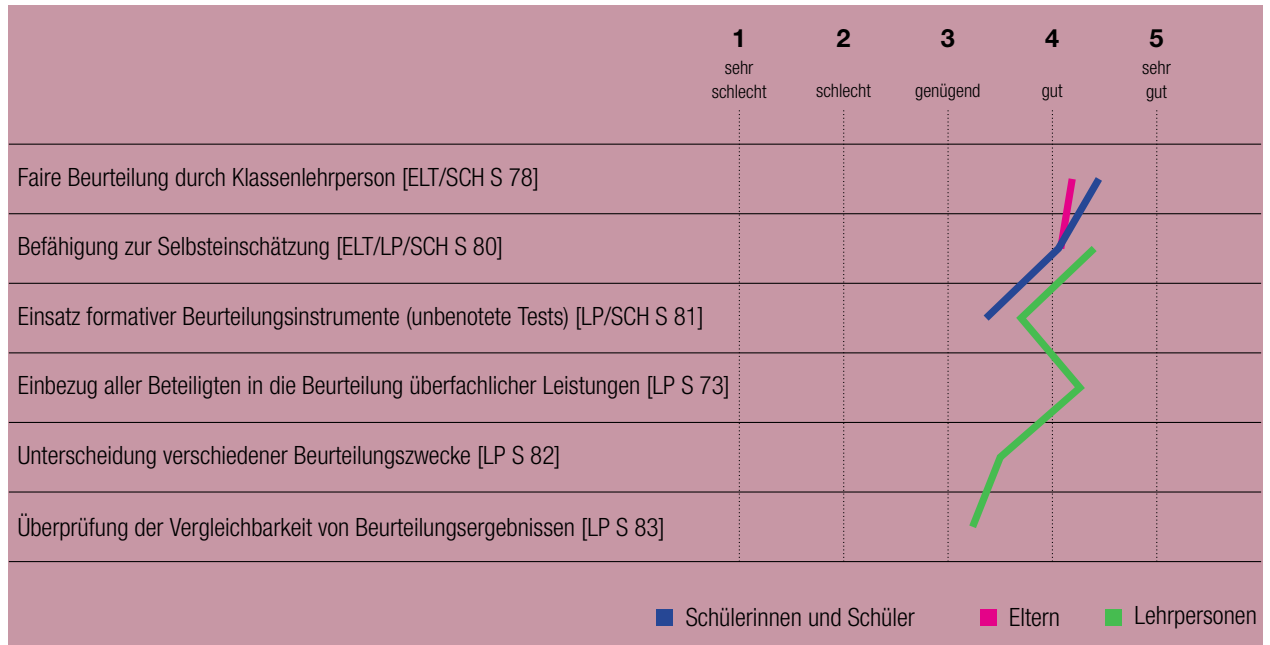 1 2 3 4 5
sehr schlecht schlecht genügend gut sehr gut
Faire Beurteilung durch Klassenlehrperson [ELT/SCH S 78]
Befähigung zur Selbsteinschätzung [ELT/LP/SCH S 80]
Einsatz formativer Beurteilungsinstrumente (unbenotete Tests) [LP/SCH S 81]
Einbezug aller Beteiligten in die Beurteilung überfachlicher Leistungen [LP S 73]
Unterscheidung verschiedener Beurteilungszwecke [LP S 82]
Überprüfung der Vergleichbarkeit von Beurteilungsergebnissen [LP S 83]
Schülerinnen und Schüler Eltern Lehrpersonen